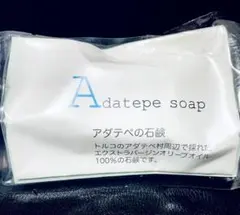 Adatepe soap
アダテペの石鹸
トルコのアダテペ村周辺で採れた
エクストラバージンオリーブオイル
100%の石鹸です。